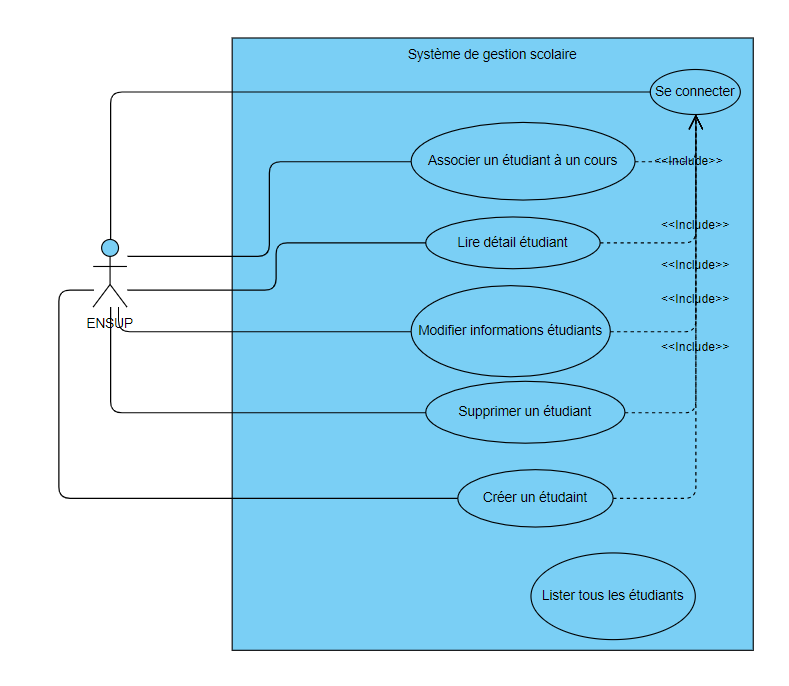 Système de gestion scolaire
Se connecter
Associer un étudiant à un cours
<<Include>>
<<Include>>
Lire détail étudiant
<<Include>>
<<Include>>
ENSUP
Modifier informations étudiants
<<Include>>
Supprimer un étudiant
Créer un étudaint
Lister tous les étudiants